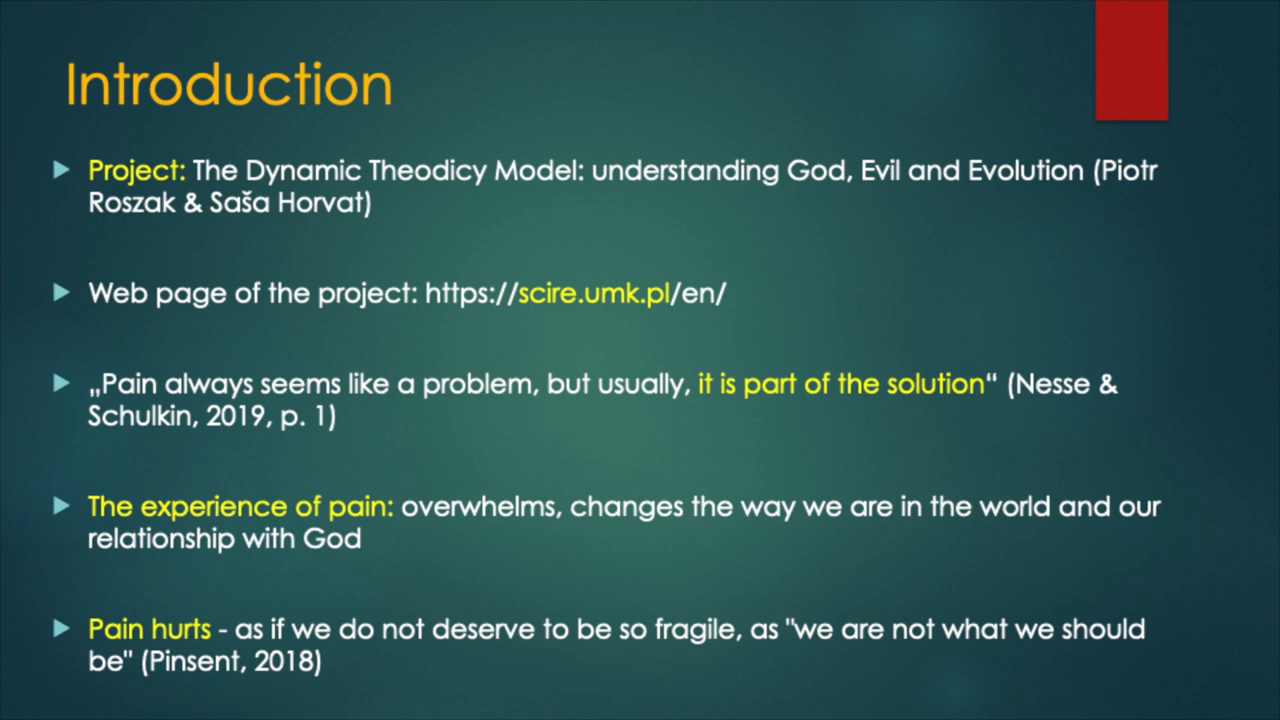 Introduction
Project: The Dynamic Theodicy Model: understanding God, Evil and Evolution (Piotr
Roszak & Saša Horvat)
Web page of the project: https://scire.umk.pl/en/
„Pain always seems like a problem, but usually, it is part of the solution“ (Nesse &
Schulkin, 2019, p. 1)
The experience of pain: overwhelms, changes the way we are in the world and our
relationship with God
Pain hurts - as if we do not deserve to be so fragile, as "we are not what we should
be" (Pinsent, 2018)